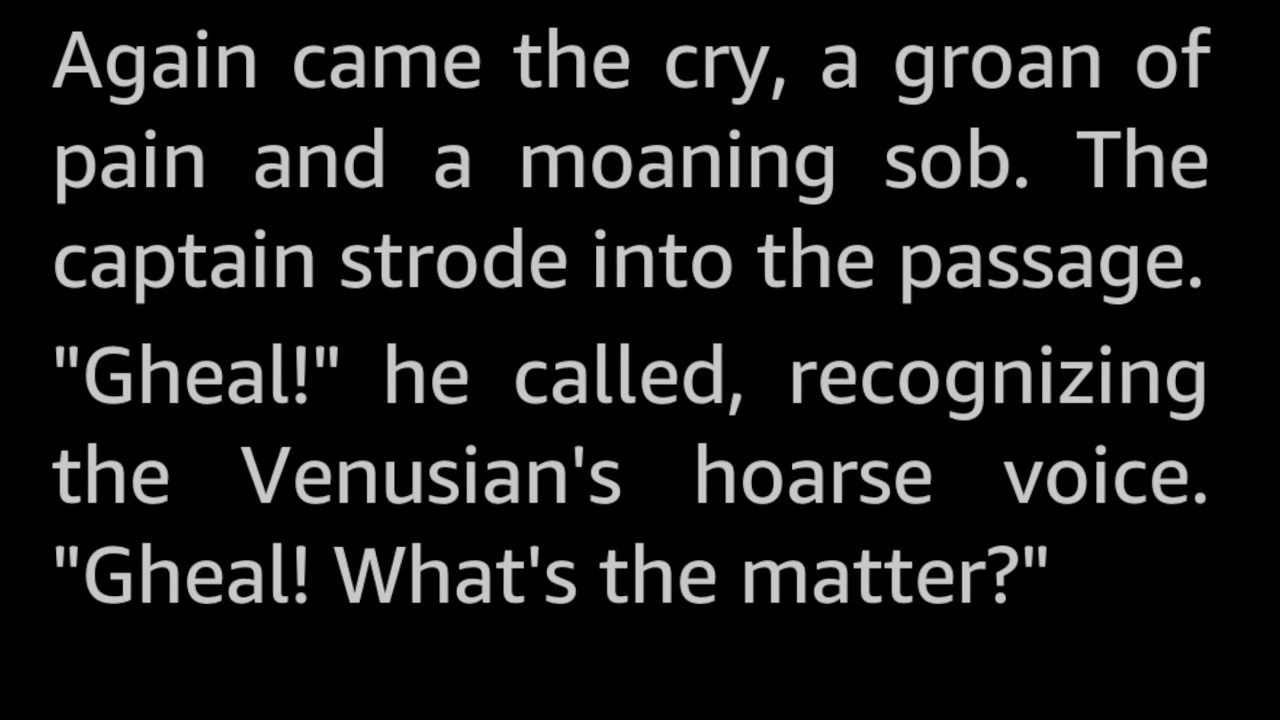 Again came the cry, a groan of
pain and a moaning sob. The
captain strode into the passage.
"Gheal!" he called, recognizing
the Venusian's hoarse voice.
"Gheal! What's the matter?"